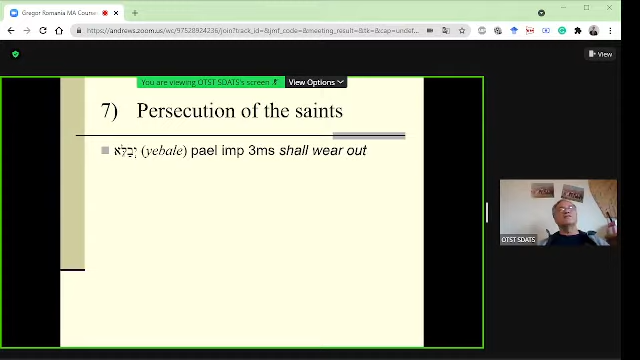 Gregor Romania MA Course
https://andrews.zoom.us/wc/97528924236/join?track_id=&jmf_code=&meeting_result=&tk=&cap=undef...
View
You are viewing OTST SDATS's screen
View Options
7) Persecution of the saints
יְבַלֵּא (yebale) pael imp 3ms shall wear out
OTST SDATS